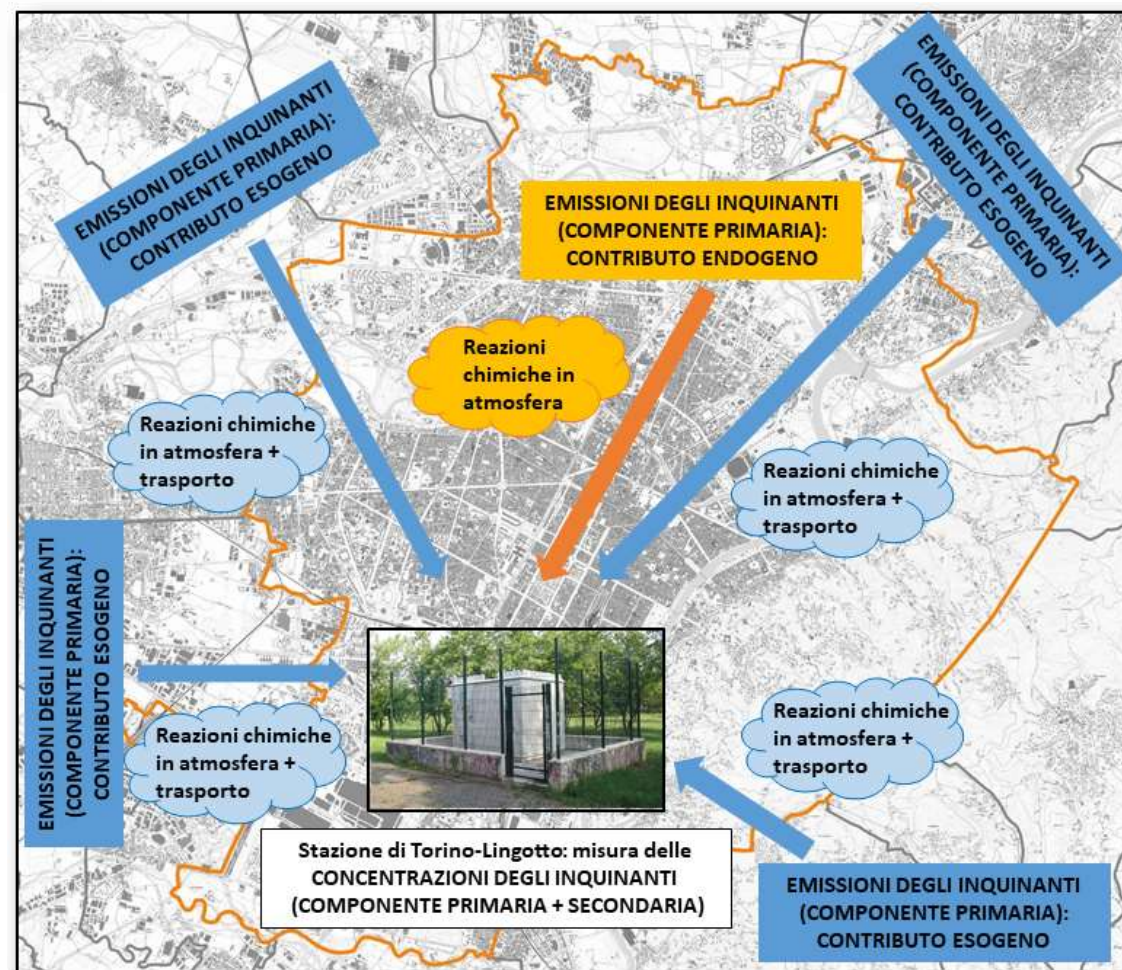 EMISSIONI DEGLI INQUINANTI
(COMPONENTE PRIMARIA):
CONTRIBUTO ESOGENO
EMISSIONI DEGLI INQUINANTI
(COMPONENTE PRIMARIA):
CONTRIBUTO ENDOGENO
EMISSIONI DEGLI INQUINANTI
(COMPONENTE PRIMARIA):
CONTRIBUTO ESOGENO
Reazioni
chimiche in
atmosfera
Reazioni chimiche
in atmosfera +
trasporto
Reazioni chimiche
in atmosfera +
trasporto
EMISSIONI DEGLI INQUINANTI
(COMPONENTE PRIMARIA):
CONTRIBUTO ESOGENO
Reazioni chimiche
in atmosfera +
trasporto
Reazioni chimiche
in atmosfera +
trasporto
Stazione di Torino-Lingotto: misura delle
CONCENTRAZIONI DEGLI INQUINANTI
(COMPONENTE PRIMARIA + SECONDARIA)
EMISSIONI DEGLI INQUINANTI
(COMPONENTE PRIMARIA):
CONTRIBUTO ESOGENO